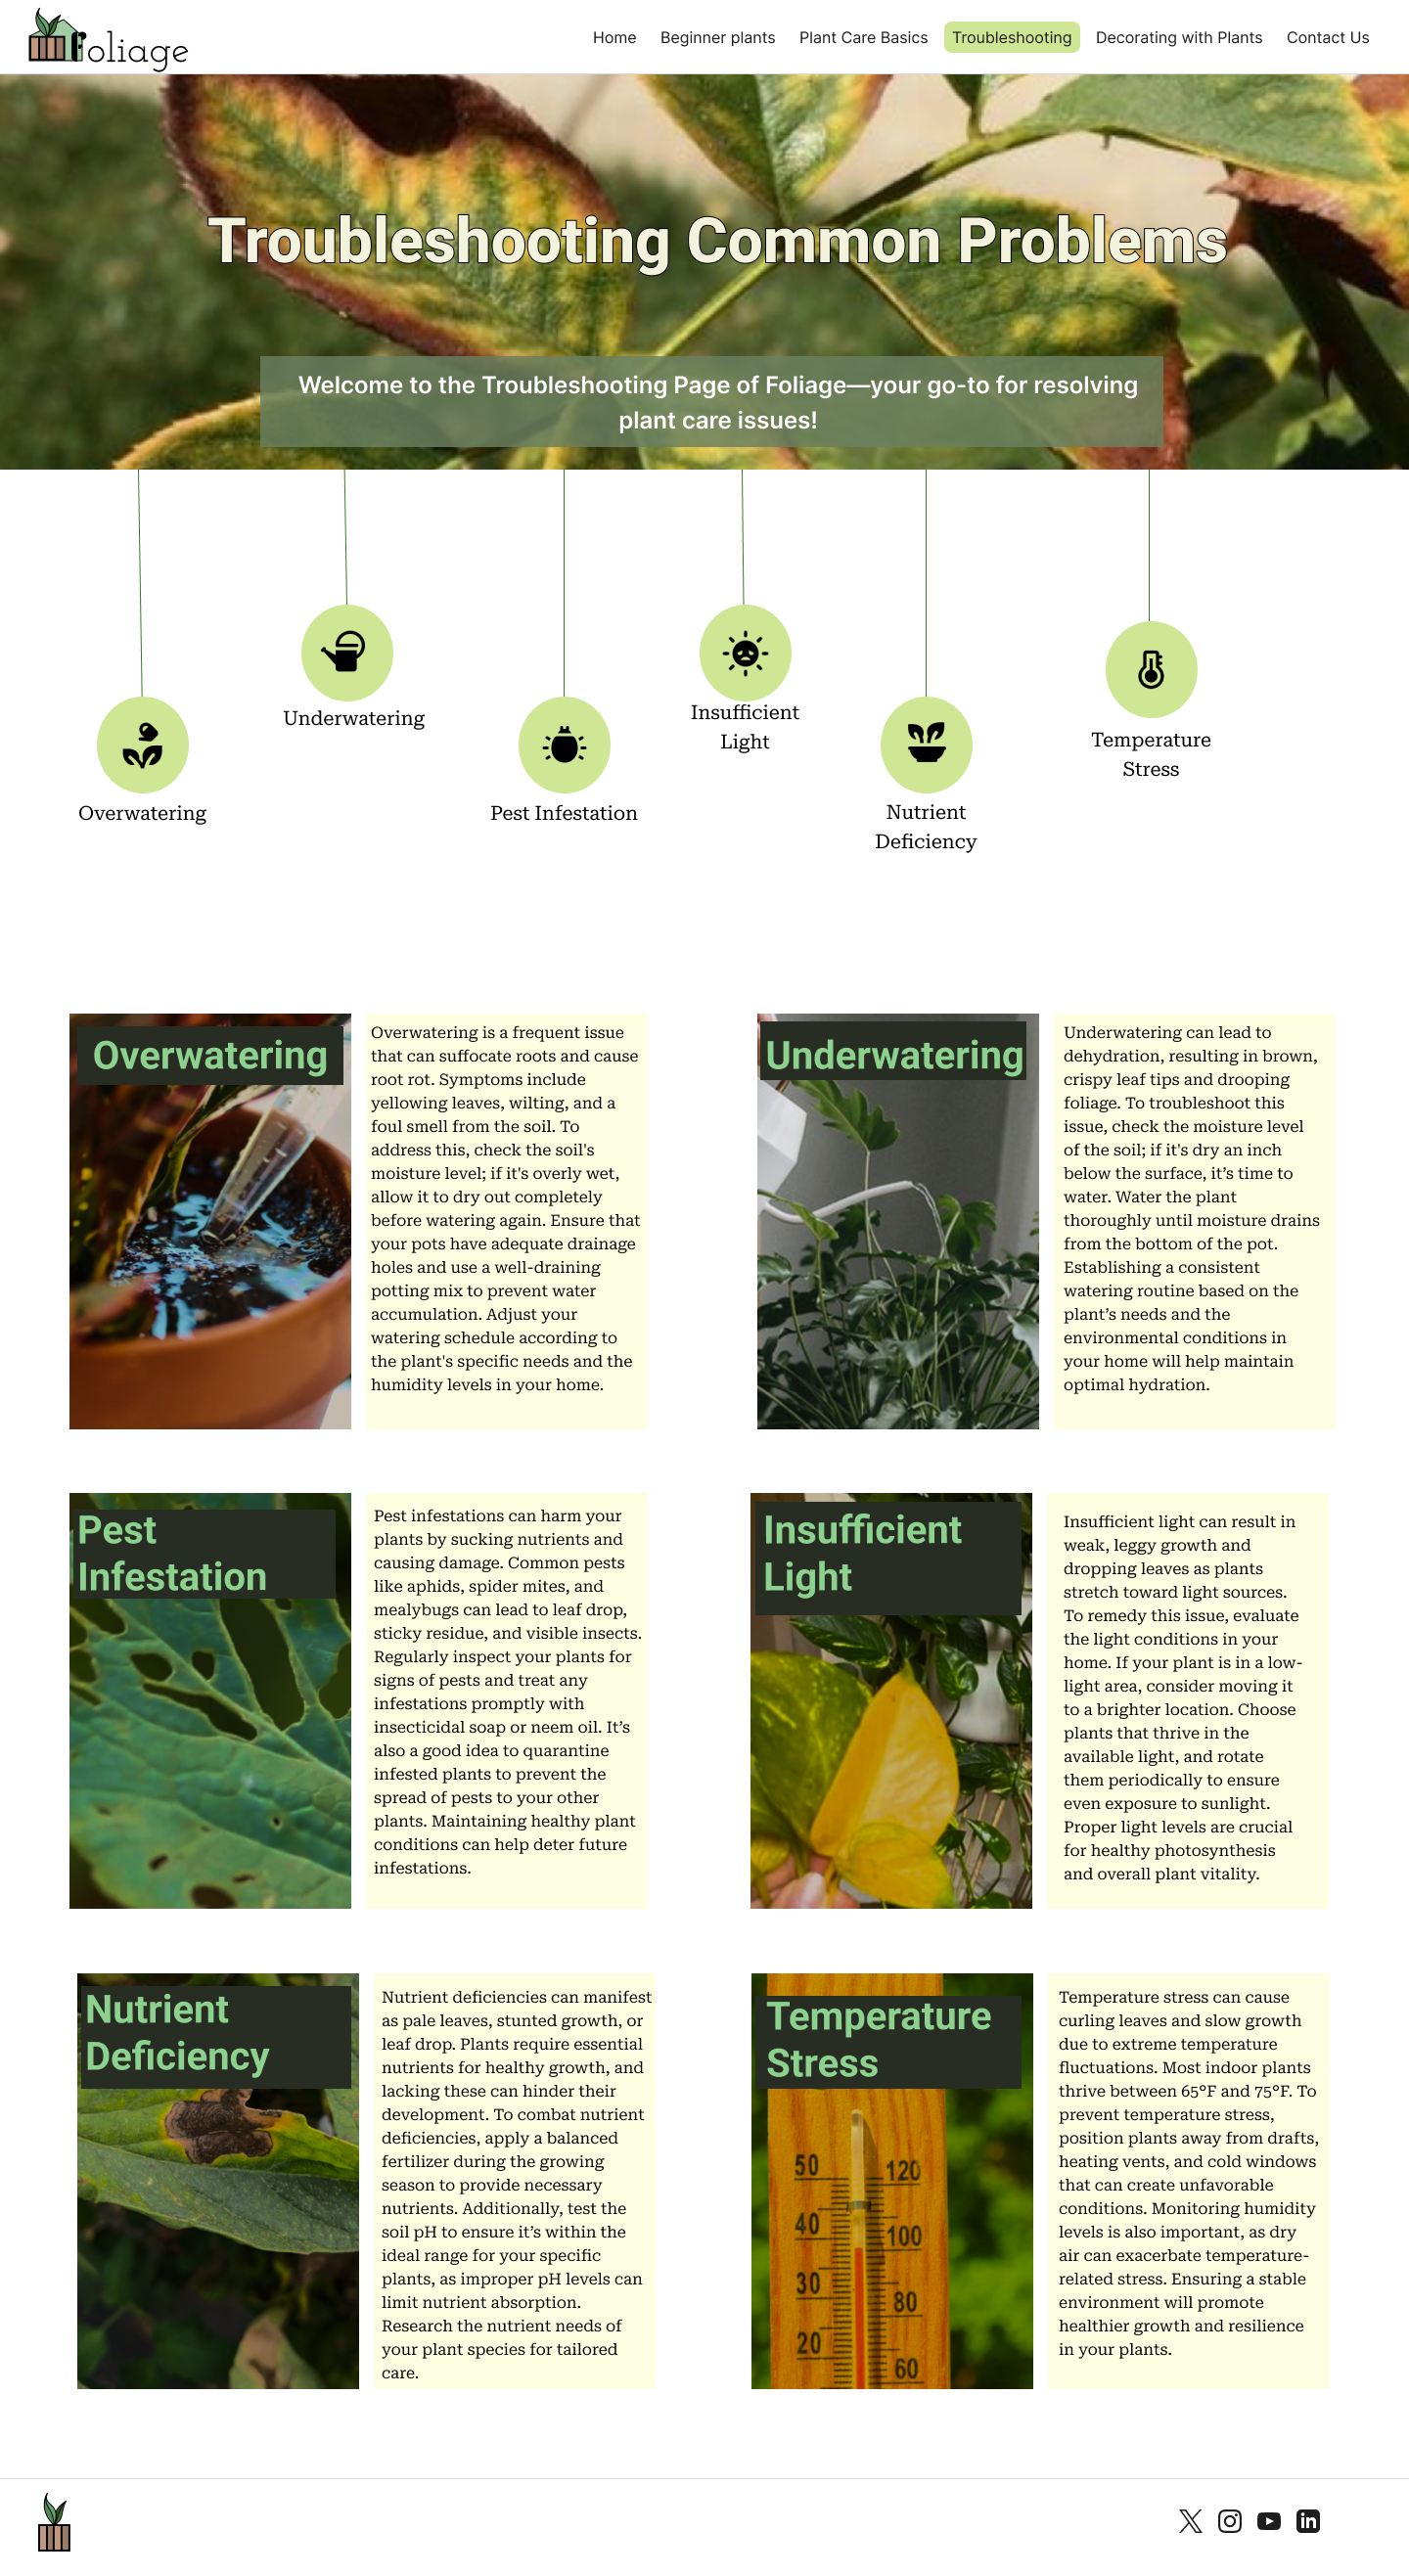 Foliage
Home Beginner plants Plant Care Basics Troubleshooting Decorating with Plants Contact Us
Troubleshooting Common Problems
Welcome to the Troubleshooting Page of Foliage—your go-to for resolving
plant care issues!
Overwatering
Underwatering
Pest Infestation
Insufficient
Light
Nutrient
Deficiency
Temperature
Stress
Overwatering
Overwatering is a frequent issue
that can suffocate roots and cause
root rot. Symptoms include
yellowing leaves, wilting, and a
foul smell from the soil. To
address this, check the soil's
moisture level; if it's overly wet,
allow it to dry out completely
before watering again. Ensure that
your pots have adequate drainage
holes and use a well-draining
potting mix to prevent water
accumulation. Adjust your
watering schedule according to
the plant's specific needs and the
humidity levels in your home.
Underwatering
Underwatering can lead to
dehydration, resulting in brown,
crispy leaf tips and drooping
foliage. To troubleshoot this
issue, check the moisture level
of the soil; if it's dry an inch
below the surface, it’s time to
water. Water the plant
thoroughly until moisture drains
from the bottom of the pot.
Establishing a consistent
watering routine based on the
plant’s needs and the
environmental conditions in
your home will help maintain
optimal hydration.
Pest
Infestation
Pest infestations can harm your
plants by sucking nutrients and
causing damage. Common pests
like aphids, spider mites, and
mealybugs can lead to leaf drop,
sticky residue, and visible insects.
Regularly inspect your plants for
signs of pests and treat any
infestations promptly with
insecticidal soap or neem oil. It’s
also a good idea to quarantine
infested plants to prevent the
spread of pests to your other
plants. Maintaining healthy plant
conditions can help deter future
infestations.
Insufficient
Light
Insufficient light can result in
weak, leggy growth and
dropping leaves as plants
stretch toward light sources.
To remedy this issue, evaluate
the light conditions in your
home. If your plant is in a low-
light area, consider moving it
to a brighter location. Choose
plants that thrive in the
available light, and rotate
them periodically to ensure
even exposure to sunlight.
Proper light levels are crucial
for healthy photosynthesis
and overall plant vitality.
Nutrient
Deficiency
Nutrient deficiencies can manifest
as pale leaves, stunted growth, or
leaf drop. Plants require essential
nutrients for healthy growth, and
lacking these can hinder their
development. To combat nutrient
deficiencies, apply a balanced
fertilizer during the growing
season to provide necessary
nutrients. Additionally, test the
soil pH to ensure it’s within the
ideal range for your specific
plants, as improper pH levels can
limit nutrient absorption.
Research the nutrient needs of
your plant species for tailored
care.
Temperature
Stress
50 120
40 100
30 80
20 60
Temperature stress can cause
curling leaves and slow growth
due to extreme temperature
fluctuations. Most indoor plants
thrive between 65°F and 75°F. To
prevent temperature stress,
position plants away from drafts,
heating vents, and cold windows
that can create unfavorable
conditions. Monitoring humidity
levels is also important, as dry
air can exacerbate temperature-
related stress. Ensuring a stable
environment will promote
healthier growth and resilience
in your plants.